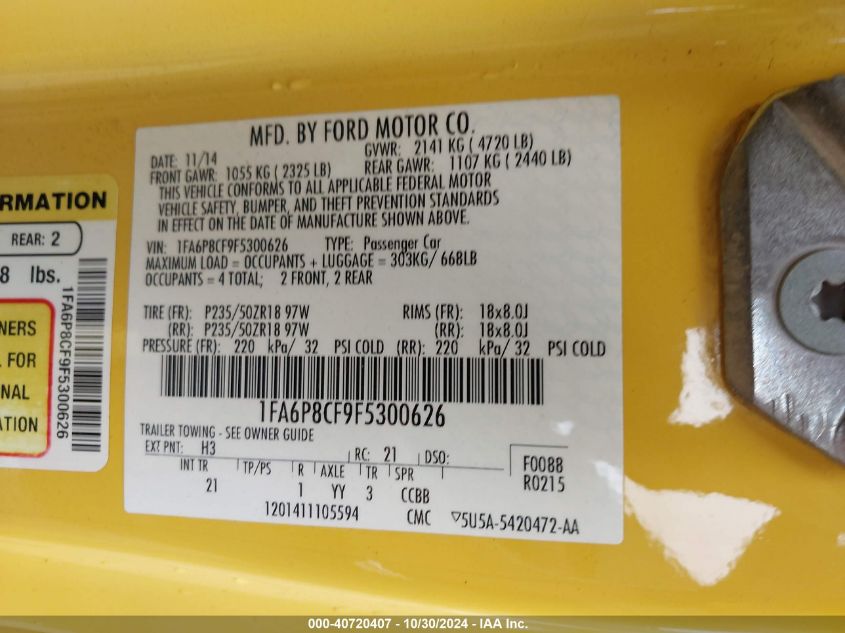 MFD. BY FORD MOTOR CO.
DATE: 11/14 GVWR: 2141 KG ( 4720 LB)
FRONT GAWR: 1055 KG ( 2325 LB) REAR GAWR: 1107 KG ( 2440 LB)
THIS VEHICLE CONFORMS TO ALL APPLICABLE FEDERAL MOTOR
VEHICLE SAFETY, BUMPER, AND THEFT PREVENTION STANDARDS
IN EFFECT ON THE DATE OF MANUFACTURE SHOWN ABOVE.
VIN: 1FA6P8CF9F5300626 TYPE: Passenger Car
MAXIMUM LOAD = OCCUPANTS + LUGGAGE = 303KG/ 668LB
OCCUPANTS = 4 TOTAL; 2 FRONT, 2 REAR
TIRE (FR): P235/50ZR18 97W RIMS (FR): 18x8.0J
(RR): P235/50ZR18 97W (RR): 18x8.0J
PRESSURE (FR): 220 kPa/ 32 PSI COLD (RR): 220 kPa/ 32 PSI COLD
1FA6P8CF9F5300626
TRAILER TOWING - SEE OWNER GUIDE
EXT PNT: H3 RC: 21 DSO:
F0088
R0215
INT TR TP/PS R AXLE TR SPR
21 1 YY 3 CCBB
1201411105594 CMC ▽5U5A-5420472-AA
RMATION
REAR: 2
8 lbs.
NERS
L FOR
NAL
ATION
1FA6P8CF9F5300626
000-40720407 - 10/30/2024 - U.S. IAA Inc.